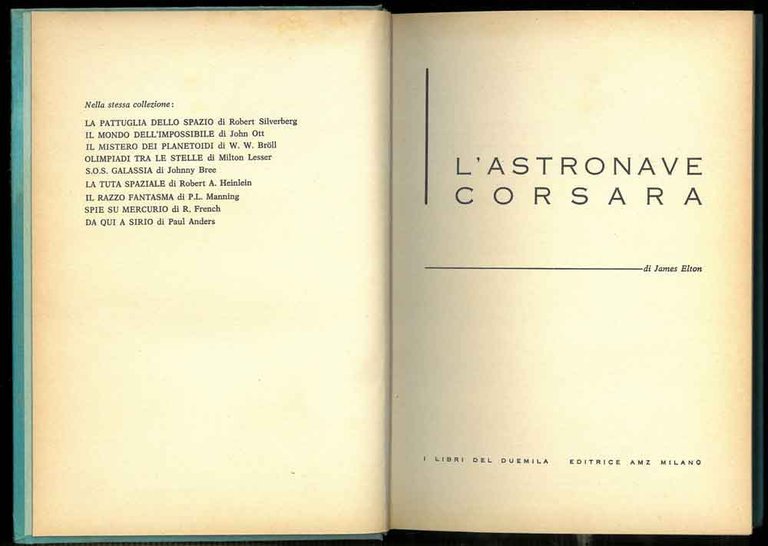 Nella stessa collezione:
LA PATTUGLIA DELLO SPAZIO di Robert Silverberg
IL MONDO DELL'IMPOSSIBILE di John Ott
IL MISTERO DEI PLANETOIDI di W. W. Bröll
OLIMPIADI TRA LE STELLE di Milton Lesser
S.O.S. GALASSIA di Johnny Bree
LA TUTA SPAZIALE di Robert A. Heinlein
IL RAZZO FANTASMA di P.L. Manning
SPIE SU MERCURIO di R. French
DA QUI A SIRIO di Paul Anders
L'ASTRONAVE
CORSARA
di James Elton
I LIBRI DEL DUEMILA EDITRICE AMZ MILANO